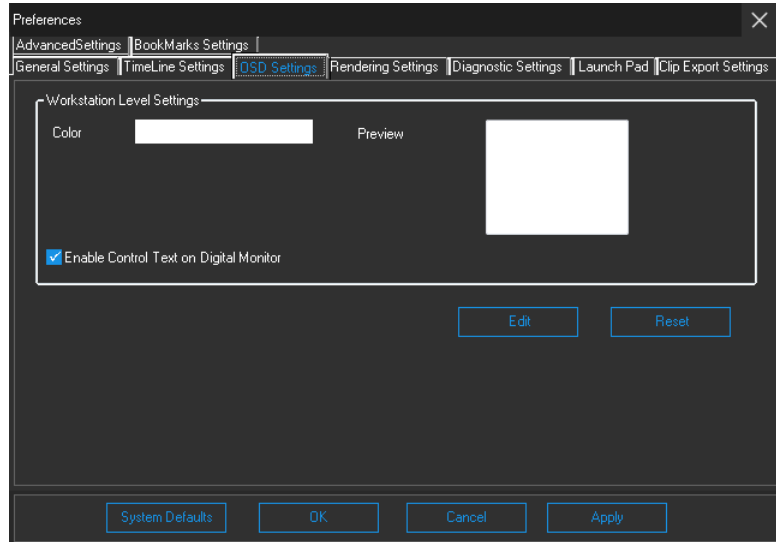 Preferences
AdvancedSettings BookMarks Settings
General Settings TimeLine Settings OSD Settings Rendering Settings Diagnostic Settings Launch Pad Clip Export Settings
Workstation Level Settings
Color Preview
Enable Control Text on Digital Monitor
Edit Reset
System Defaults OK Cancel Apply